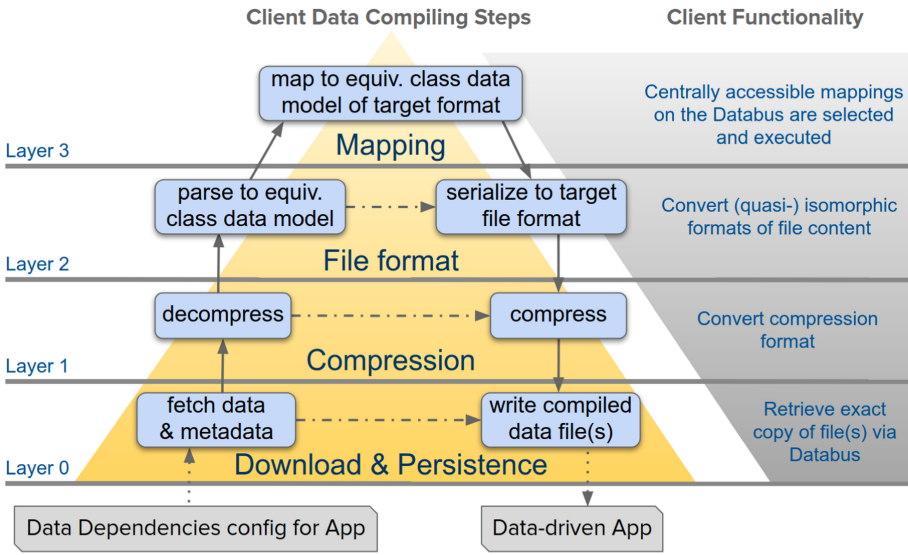 Client Data Compiling Steps
Client Functionality
map to equiv. class data
model of target format
Mapping
Centrally accessible mappings
on the Databus are selected
and executed
Layer 3
parse to equiv.
class data model
serialize to target
file format
File format
Convert (quasi-) isomorphic
formats of file content
Layer 2
decompress
compress
Compression
Convert compression
format
Layer 1
fetch data
& metadata
write compiled
data file(s)
Download & Persistence
Retrieve exact
copy of file(s) via
Databus
Layer 0
Data Dependencies config for App
Data-driven App